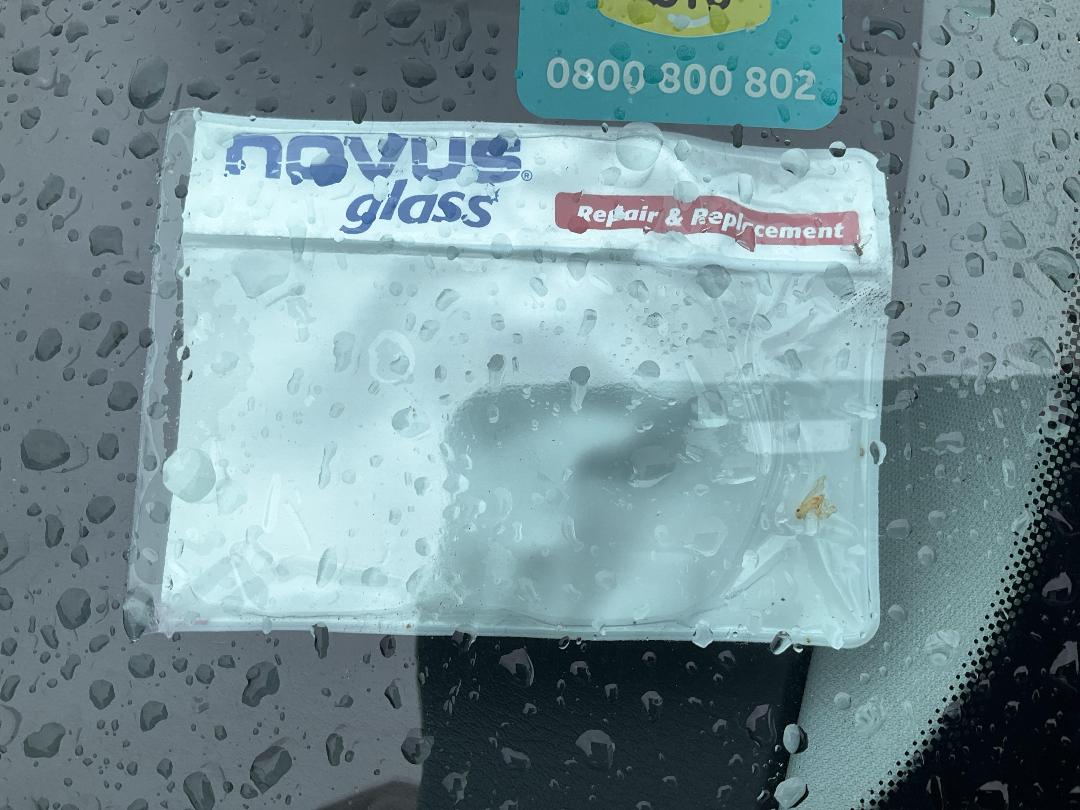 0800 800 802
novus®
glass
Repair & Replacement